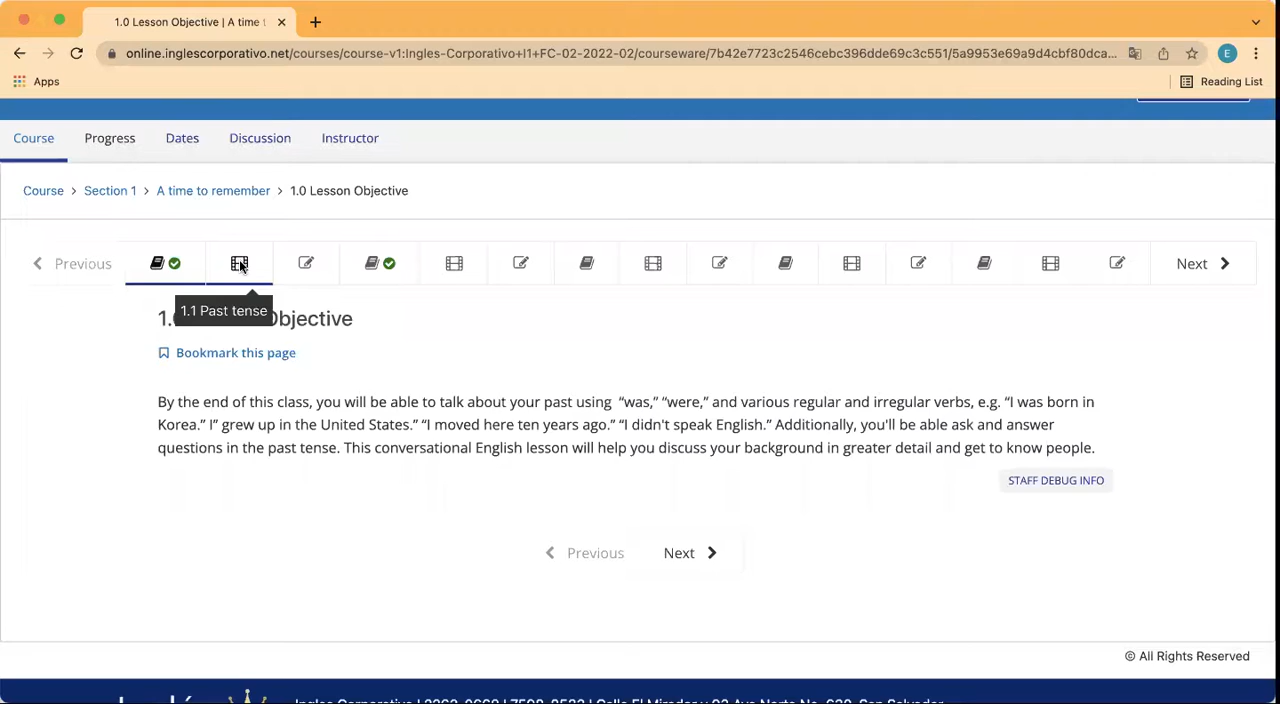 1.0 Lesson Objective | A time t
online.inglescorporativo.net/courses/course-v1:Ingles-Corporativo+I1+FC-02-2022-02/courseware/7b42e7723c2546cebc396dde69c3c551/5a9953e69a9d4cbf80dca...
E
Apps
Reading List
Course Progress Dates Discussion Instructor
Course > Section 1 > A time to remember > 1.0 Lesson Objective
Previous
Next
1.1 Past tense
1. Objective
Bookmark this page
By the end of this class, you will be able to talk about your past using “was,” “were,” and various regular and irregular verbs, e.g. “I was born in
Korea.” I” grew up in the United States.” “I moved here ten years ago.” “I didn't speak English.” Additionally, you'll be able ask and answer
questions in the past tense. This conversational English lesson will help you discuss your background in greater detail and get to know people.
STAFF DEBUG INFO
Previous Next
© All Rights Reserved